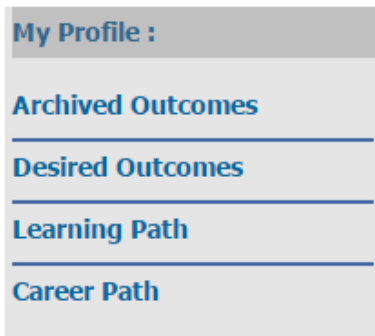 My Profile :
Archived Outcomes
Desired Outcomes
Learning Path
Career Path